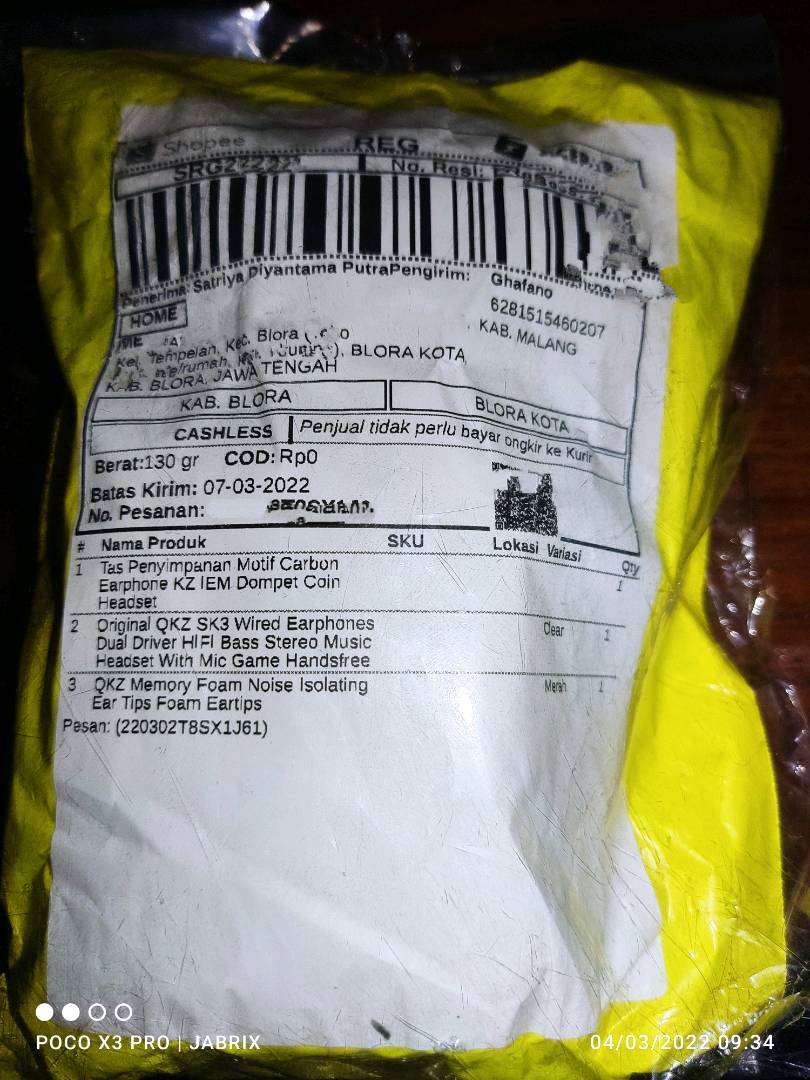 Shopee REG
No. Resi:
Penerima: Satriya Diyantama Putra Pengirim: Ghafano
6281515460207
HOME
KAB. MALANG
Blora
Kel. Tempelan, Kec. BLORA KOTA,
KAB. BLORA, JAWA TENGAH
KAB. BLORA BLORA KOTA
CASHLESS Penjual tidak perlu bayar ongkir ke Kurir
Berat:130 gr COD: Rp0
Batas Kirim: 07-03-2022
No. Pesanan:
# Nama Produk SKU Lokasi Variasi Qty
1 Tas Penyimpanan Motif Carbon 1
Earphone KZ IEM Dompet Coin
Headset
2 Original QKZ SK3 Wired Earphones Clear 1
Dual Driver HIFI Bass Stereo Music
Headset With Mic Game Handsfree
3 QKZ Memory Foam Noise Isolating Merah 1
Ear Tips Foam Eartips
Pesan: (220302T8SX1J61)
POCO X3 PRO | JABRIX 04/03/2022 09:34